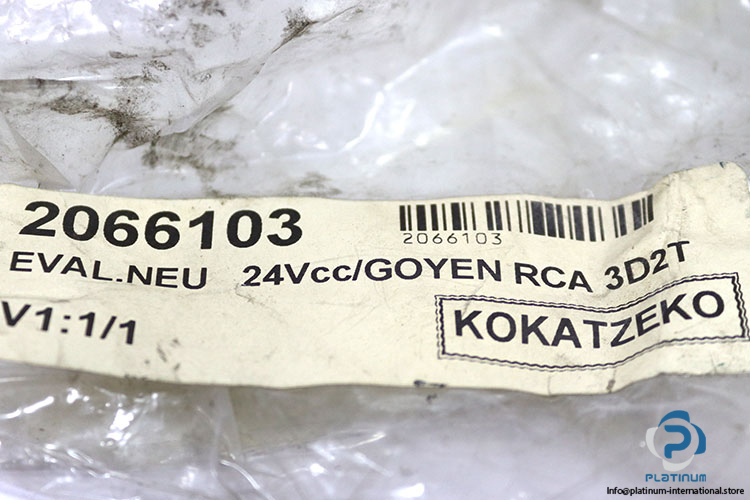 2066103
2066103
EVAL.NEU 24Vcc/GOYEN RCA 3D2T
V1:1/1
KOKATZEKO
PLATINUM
Info@platinum-international.store